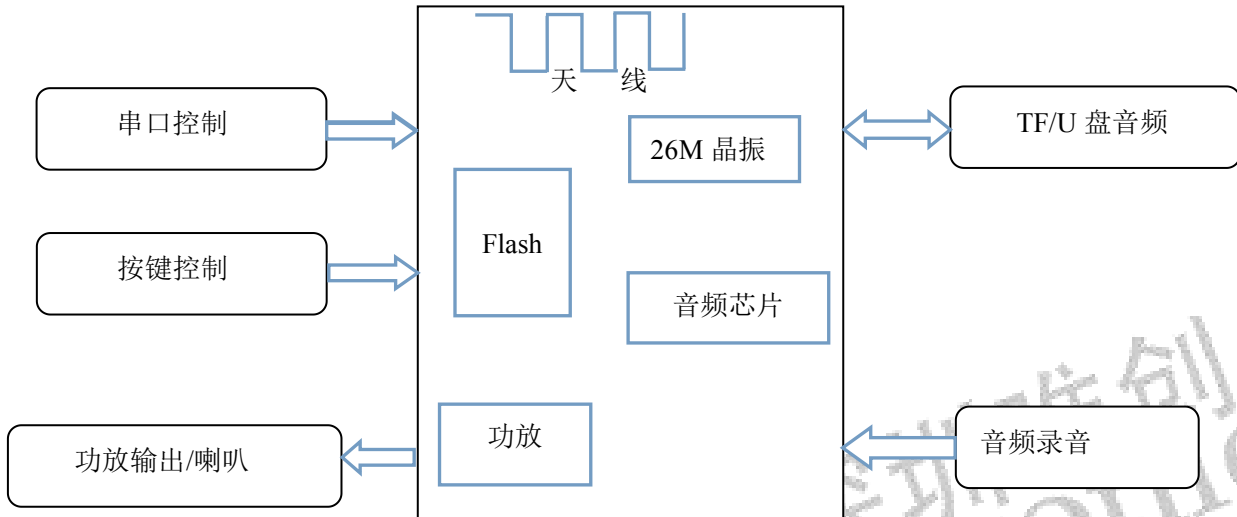 天 线
串口控制
TF/U 盘音频
26M 晶振
Flash
按键控制
音频芯片
功放
功放输出/喇叭
音频录音